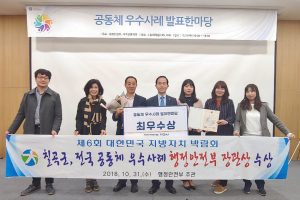 공동체 우수사례 발표한마당
공동체 우수사례 발표한마당
최우수상
제6회 대한민국 지방자치 박람회
칠곡군, 전국 공동체 우수사례 행정안전부 장관상 수상
2018. 10. 31.(수) 행정안전부 주관